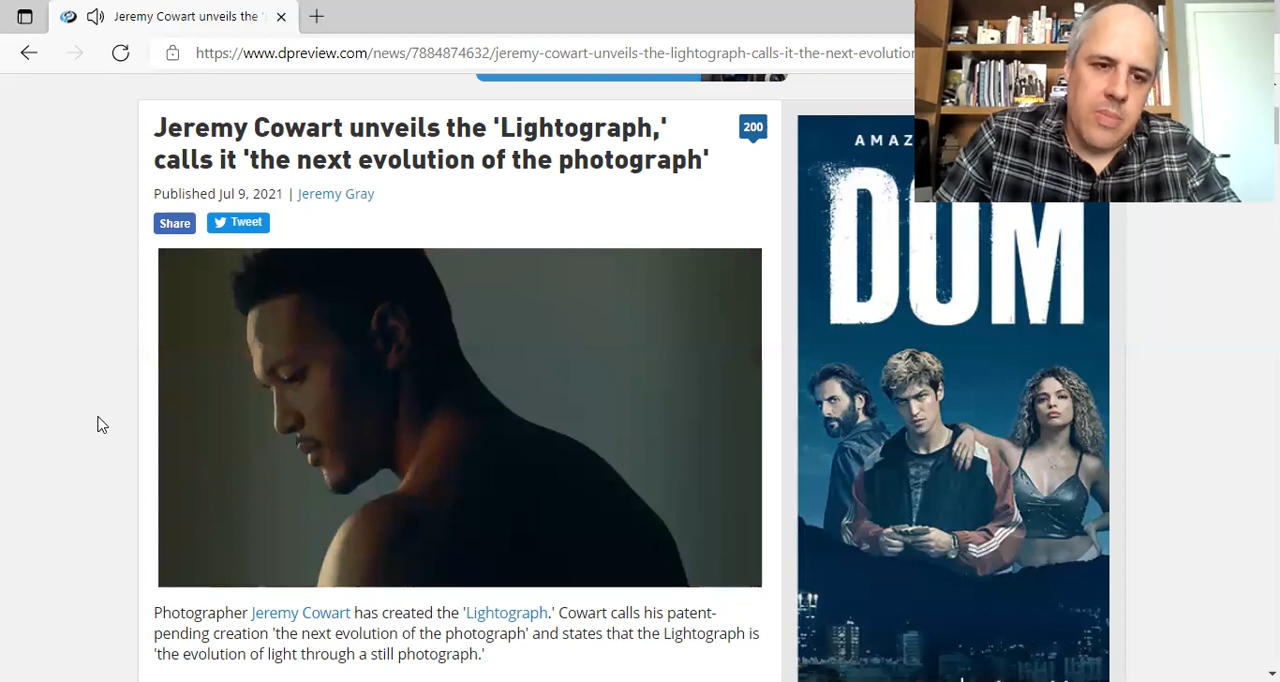 Jeremy Cowart unveils the '
https://www.dpreview.com/news/7884874632/jeremy-cowart-unveils-the-lightograph-calls-it-the-next-evolution
Jeremy Cowart unveils the 'Lightograph,'
calls it 'the next evolution of the photograph'
200
Published Jul 9, 2021 | Jeremy Gray
Share
Tweet
Photographer Jeremy Cowart has created the 'Lightograph.' Cowart calls his patent-
pending creation 'the next evolution of the photograph' and states that the Lightograph is
'the evolution of light through a still photograph.'
AMAZ
DOM